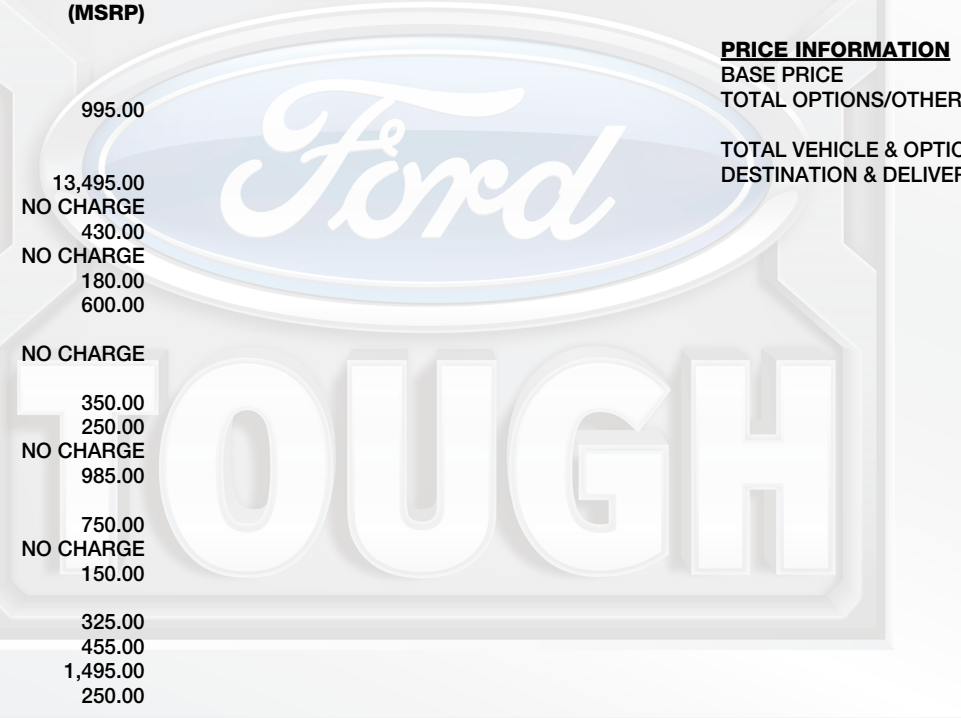 (MSRP)
995.00
13,495.00
NO CHARGE
430.00
NO CHARGE
180.00
600.00
NO CHARGE
350.00
250.00
NO CHARGE
985.00
750.00
NO CHARGE
150.00
325.00
455.00
1,495.00
250.00
PRICE INFORMATION
BASE PRICE
TOTAL OPTIONS/OTHER
TOTAL VEHICLE & OPTIO
DESTINATION & DELIVER
Ford
TOUGH